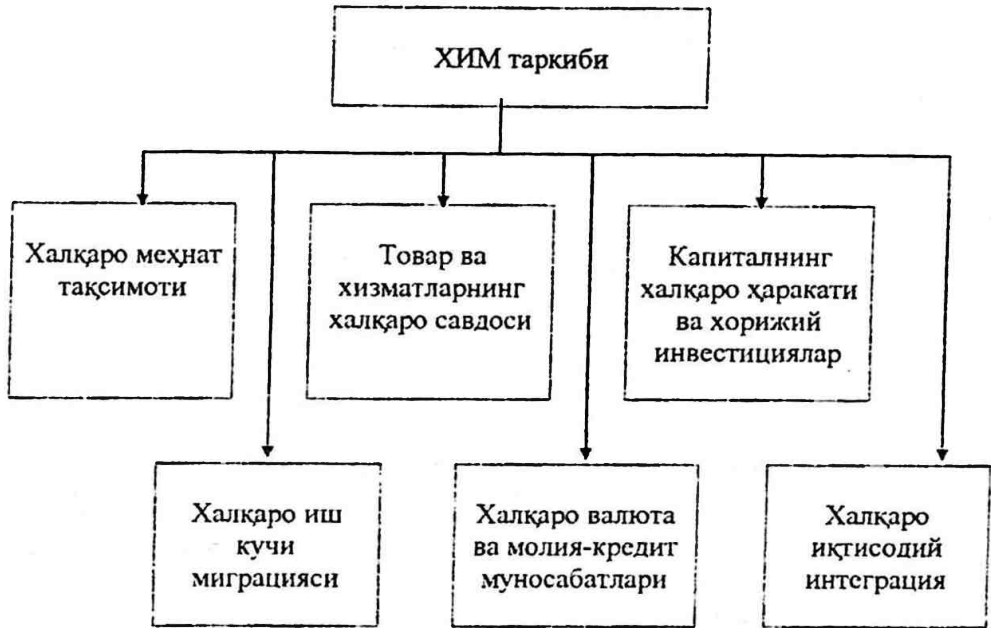 ХИМ таркиби
Халқаро меҳнат
тақсимоти
Товар ва
хизматларнинг
халқаро савдоси
Капиталнинг
халқаро ҳаракати
ва хорижий
инвестициялар
Халқаро иш
кучи
миграцияси
Халқаро валюта
ва молия-кредит
муносабатлари
Халқаро
иқтисодий
интеграция